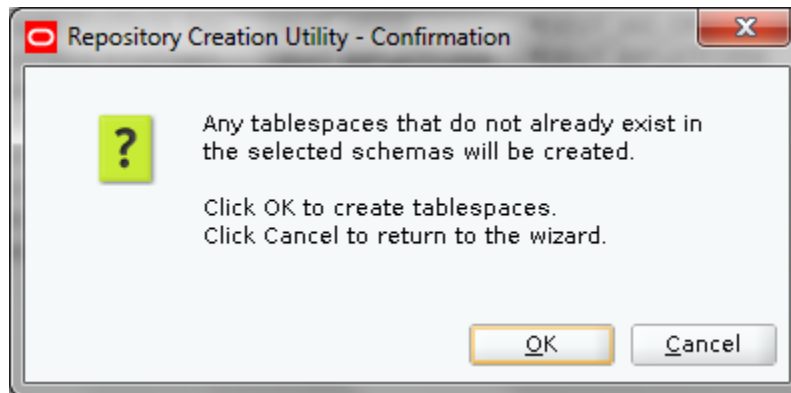 Repository Creation Utility - Confirmation
Any tablespaces that do not already exist in
the selected schemas will be created.
Click OK to create tablespaces.
Click Cancel to return to the wizard.
OK
Cancel